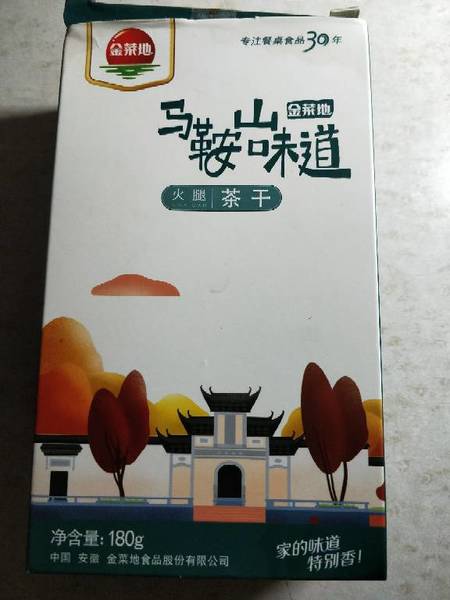 金菜地
专注餐桌食品30年
马鞍山味道
金菜地
火腿 茶干
净含量: 180g
中国 安徽 金菜地食品股份有限公司
家的味道
特别香!